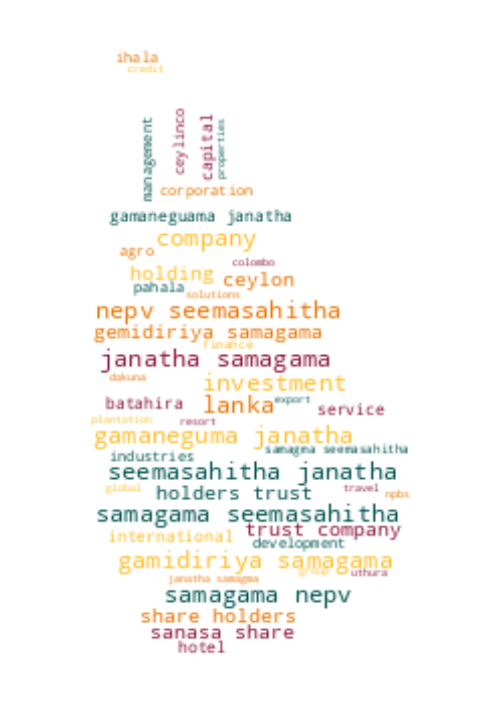 ihala
credit
management
ceylinco
capital
properties
corporation
gamaneguama janatha
company
agro
colombo
holding
ceylon
pahala
solutions
nepv seemasahitha
gemidiriya samagama
finance
janatha samagama
dakuna
investment
export
batahira
lanka
service
plantation
resort
gamaneguma janatha
samagma seemasahitha
industries
seemasahitha janatha
global
holders trust
travel
npbs
samagama seemasahitha
trust company
international
development
gamidiriya samagama
group
uthura
janatha samagma
samagama nepv
share holders
sanasa share
hotel